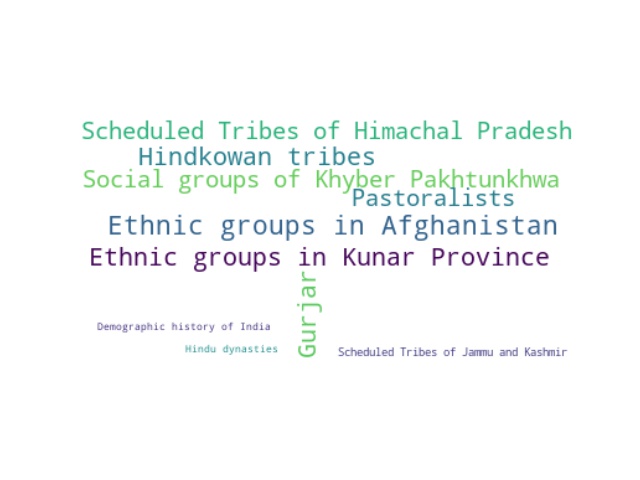 Scheduled Tribes of Himachal Pradesh
Hindkowan tribes
Social groups of Khyber Pakhtunkhwa
Pastoralists
Ethnic groups in Afghanistan
Ethnic groups in Kunar Province
Gurjar
Demographic history of India
Hindu dynasties
Scheduled Tribes of Jammu and Kashmir